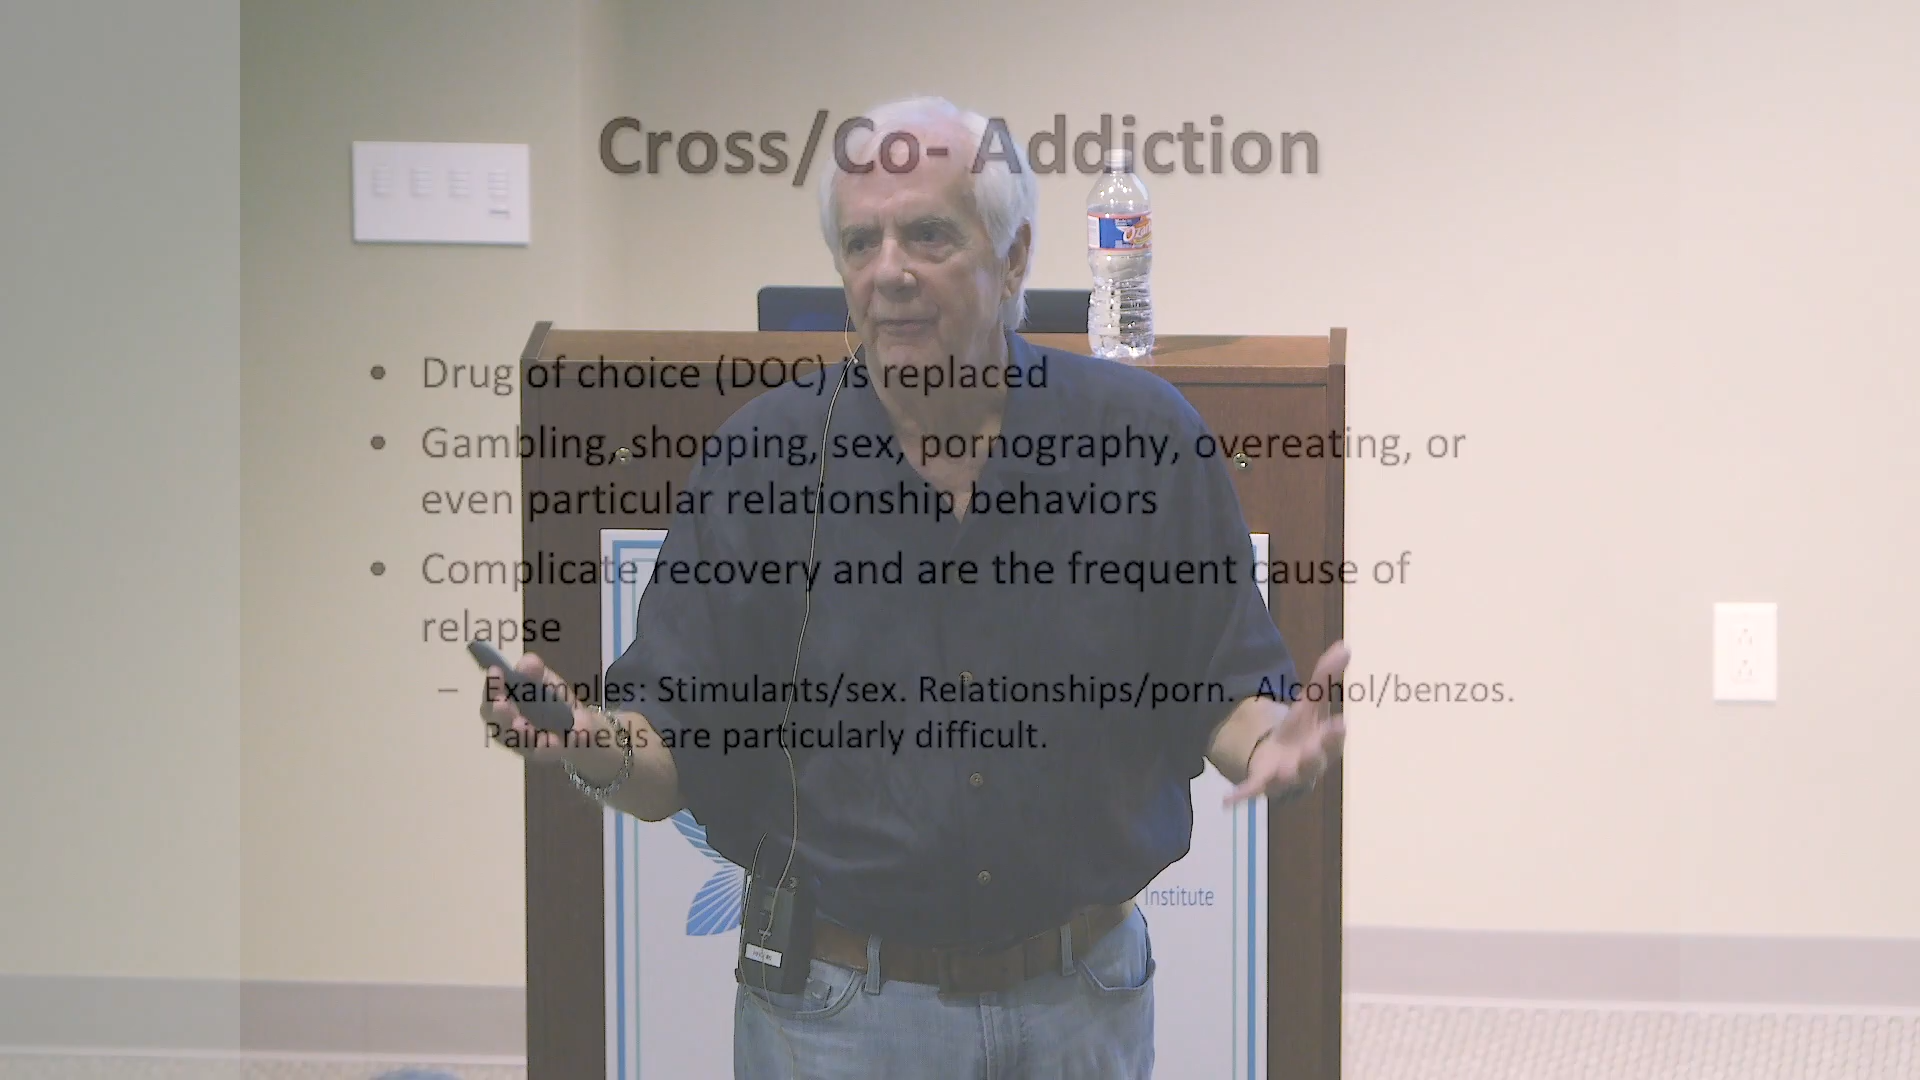 Cross/Co- Addiction
• Drug of choice (DOC) is replaced
• Gambling, shopping, sex, pornography, overeating, or
even particular relationship behaviors
• Complicate recovery and are the frequent cause of
relapse
– Examples: Stimulants/sex. Relationships/porn. Alcohol/benzos.
Pain meds are particularly difficult.
Institute